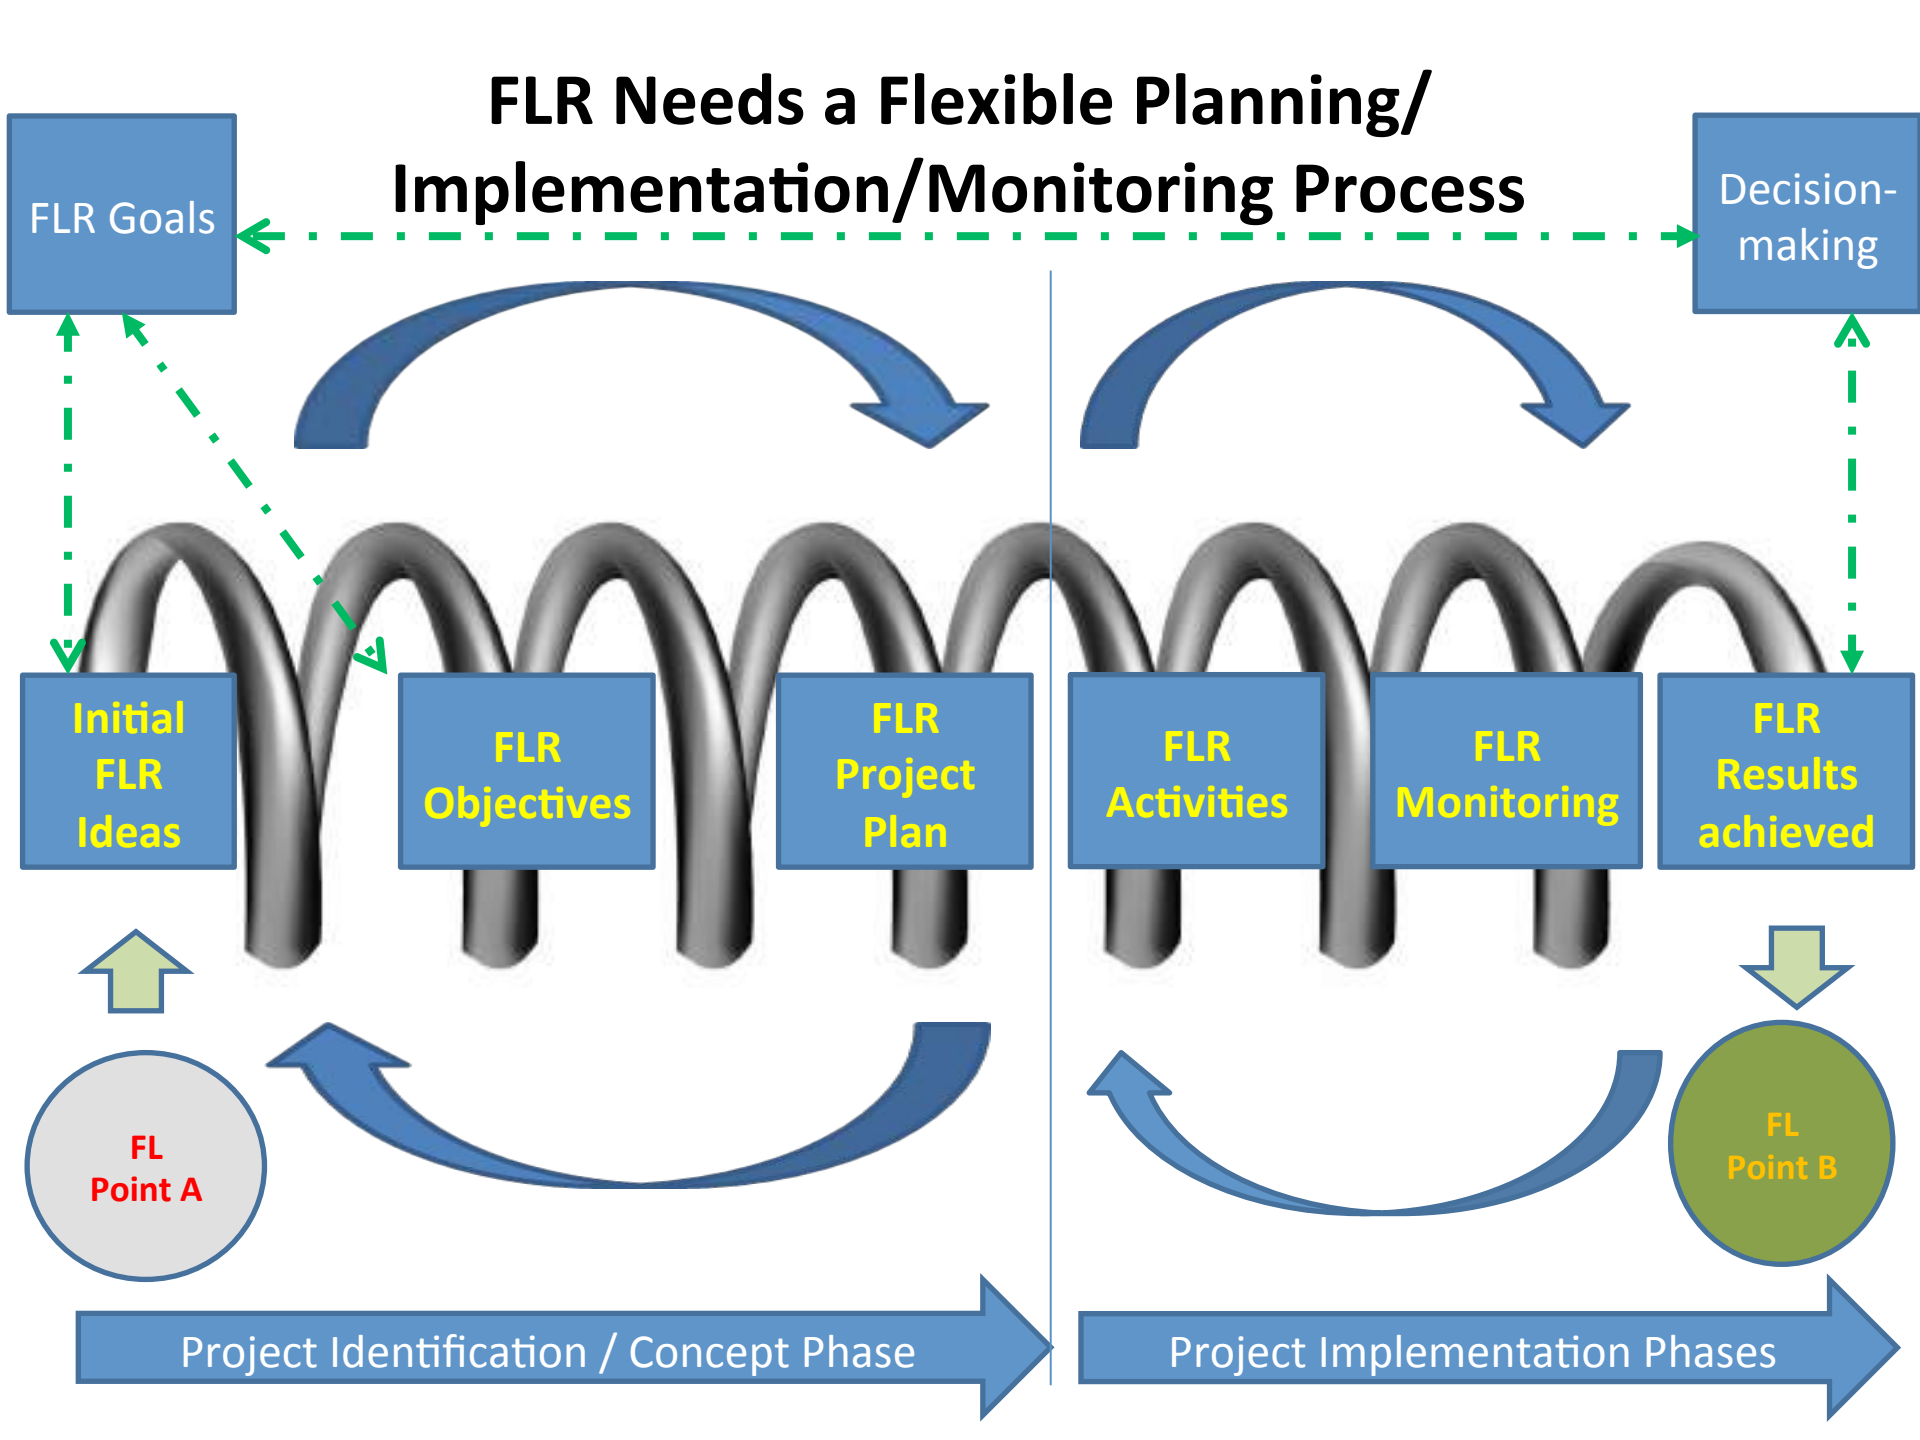 FLR Needs a Flexible Planning/
Implementation/Monitoring Process
FLR Goals
Decision-
making
Initial
FLR
Ideas
FLR
Objectives
FLR
Project
Plan
FLR
Activities
FLR
Monitoring
FLR
Results
achieved
FL
Point A
FL
Point B
Project Identification / Concept Phase
Project Implementation Phases